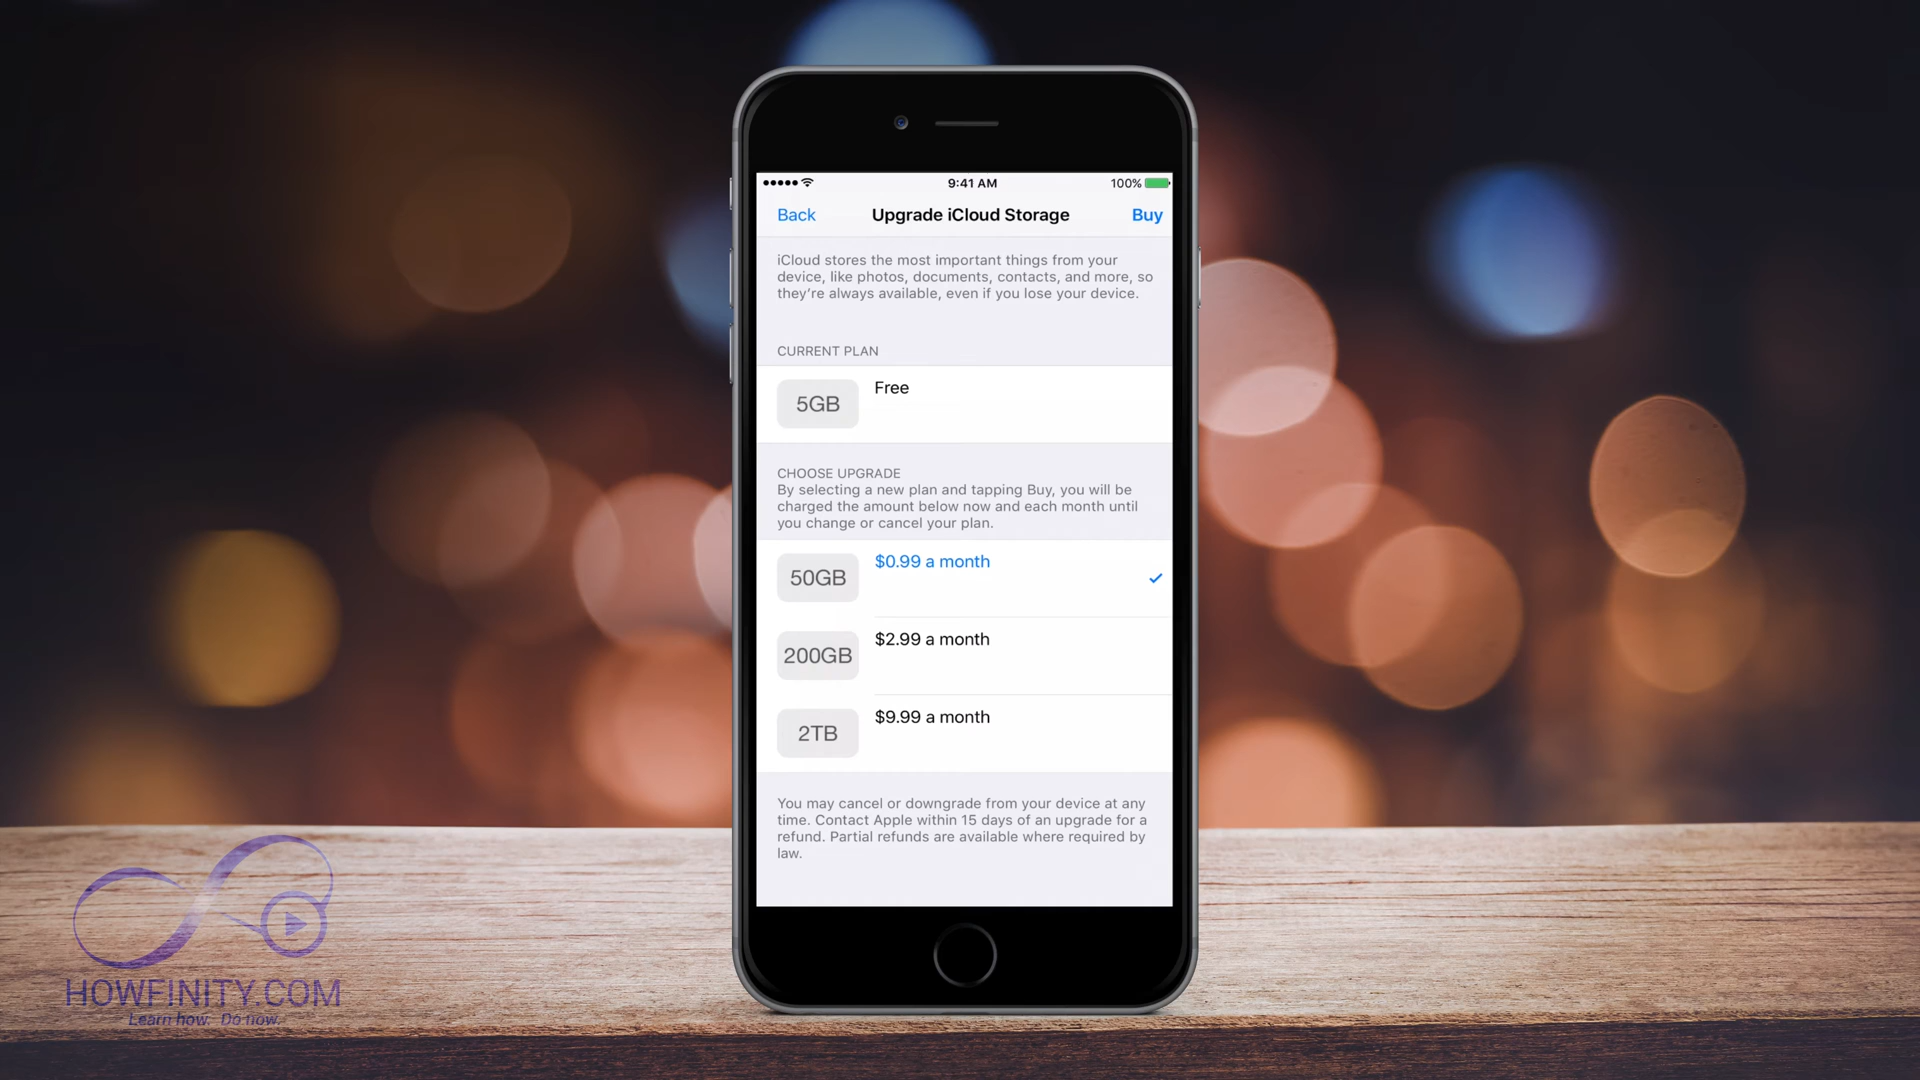 9:41 AM
100%
Back
Upgrade iCloud Storage
Buy
iCloud stores the most important things from your
device, like photos, documents, contacts, and more, so
they're always available, even if you lose your device.
CURRENT PLAN
5GB
Free
CHOOSE UPGRADE
By selecting a new plan and tapping Buy, you will be
charged the amount below now and each month until
you change or cancel your plan.
50GB
$0.99 a month
200GB
$2.99 a month
2TB
$9.99 a month
You may cancel or downgrade from your device at any
time. Contact Apple within 15 days of an upgrade for a
refund. Partial refunds are available where required by
law.
HOWFINITY.COM
Learn how. Do now.